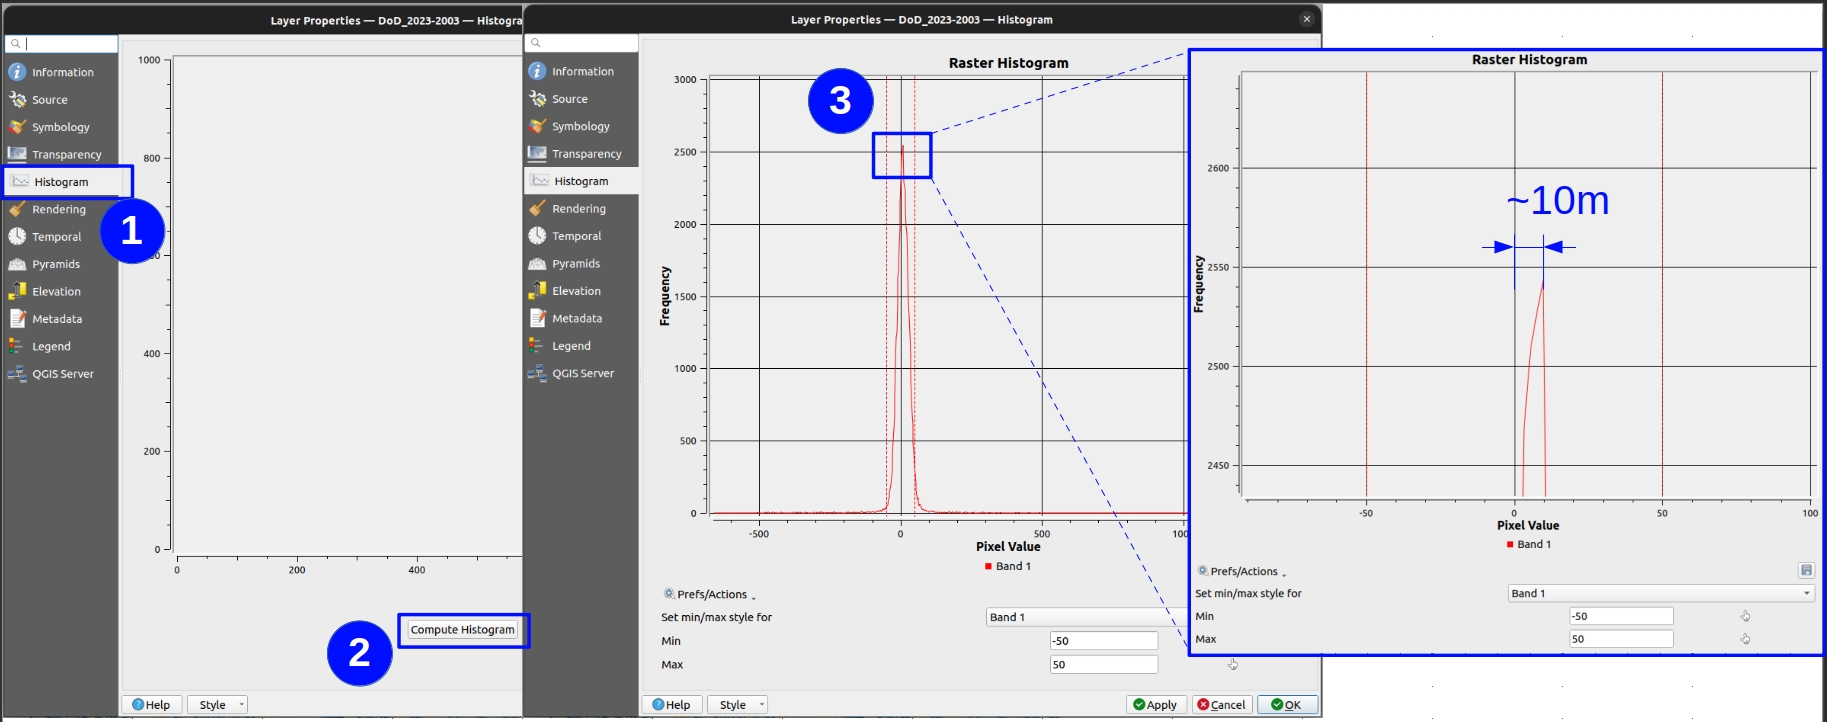 Layer Properties — DoD_2023-2003 — Histogra
Information
Source
Symbology
Transparency
Histogram
Rendering
Temporal
Pyramids
Elevation
Metadata
Legend
QGIS Server
1
1000
800
400
200
0
0
200
400
Compute Histogram
2
Help
Style
Layer Properties — DoD_2023-2003 — Histogram
Information
Source
Symbology
Transparency
Histogram
Rendering
Temporal
Pyramids
Elevation
Metadata
Legend
QGIS Server
Raster Histogram
3
3000
2500
2000
1500
1000
500
0
Frequency
-500
0
500
100
Pixel Value
Band 1
Prefs/Actions
Set min/max style for
Band 1
Min
-50
Max
50
Help
Style
Apply
Cancel
OK
Raster Histogram
~10m
2600
2550
2500
2450
Frequency
-50
0
50
100
Pixel Value
Band 1
Prefs/Actions
Set min/max style for
Band 1
Min
-50
Max
50